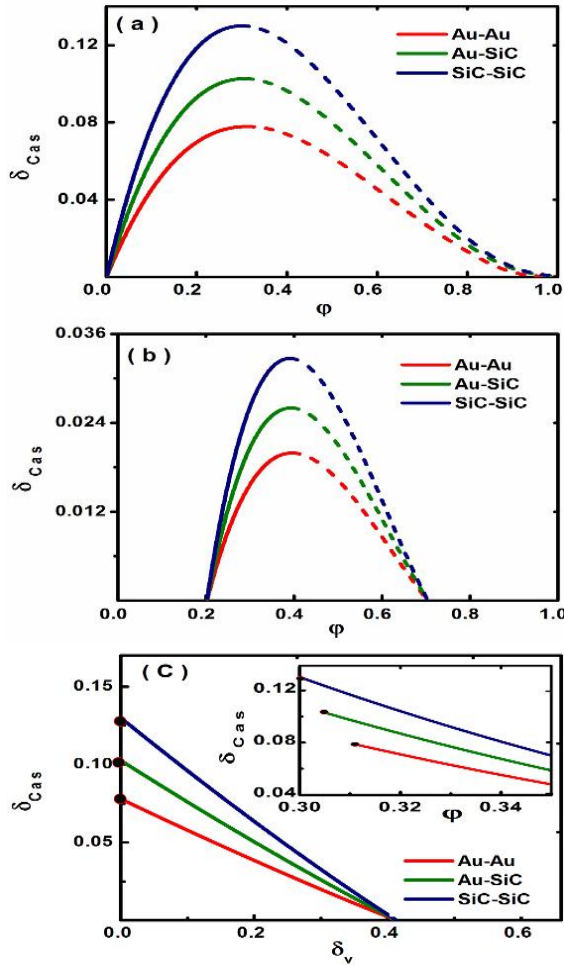 ( a )
Au-Au
Au-SiC
SiC-SiC
0.12
0.08
0.04
δCas
0.0 0.2 0.4 0.6 0.8 1.0
φ
( b )
Au-Au
Au-SiC
SiC-SiC
0.036
0.024
0.012
δCas
0.0 0.2 0.4 0.6 0.8 1.0
φ
( C )
0.15
0.10
0.05
δCas
0.12
0.08
0.04
δCas
0.30 0.32 0.34
φ
Au-Au
Au-SiC
SiC-SiC
0.0 0.2 0.4 0.6
δv